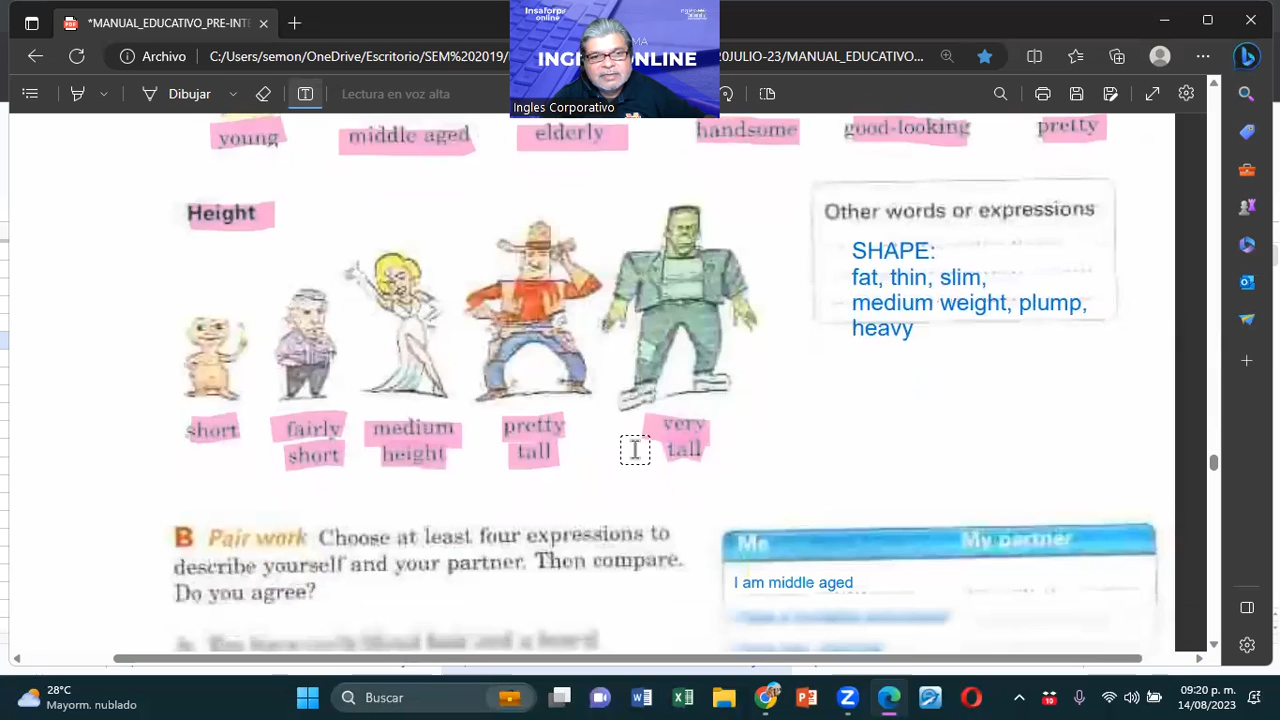 *MANUAL_EDUCATIVO_PRE-INTE
Insaforp
online
INGLES ONLINE
Ingles Corporativo
Archivo
C:/Users/semon/OneDrive/Escritorio/SEM%202019/
20JULIO-23/MANUAL_EDUCATIVO...
Dibujar
Lectura en voz alta
young
middle aged
elderly
handsome
good-looking
pretty
Height
Other words or expressions
SHAPE:
fat, thin, slim,
medium weight, plump,
heavy
short
fairly
short
medium
height
pretty
tall
very
tall
B Pair work Choose at least four expressions to
describe yourself and your partner. Then compare.
Do you agree?
Me
My partner
I am middle aged
28°C
Mayorm. nublado
Buscar
09:20 p. m.
14/08/2023